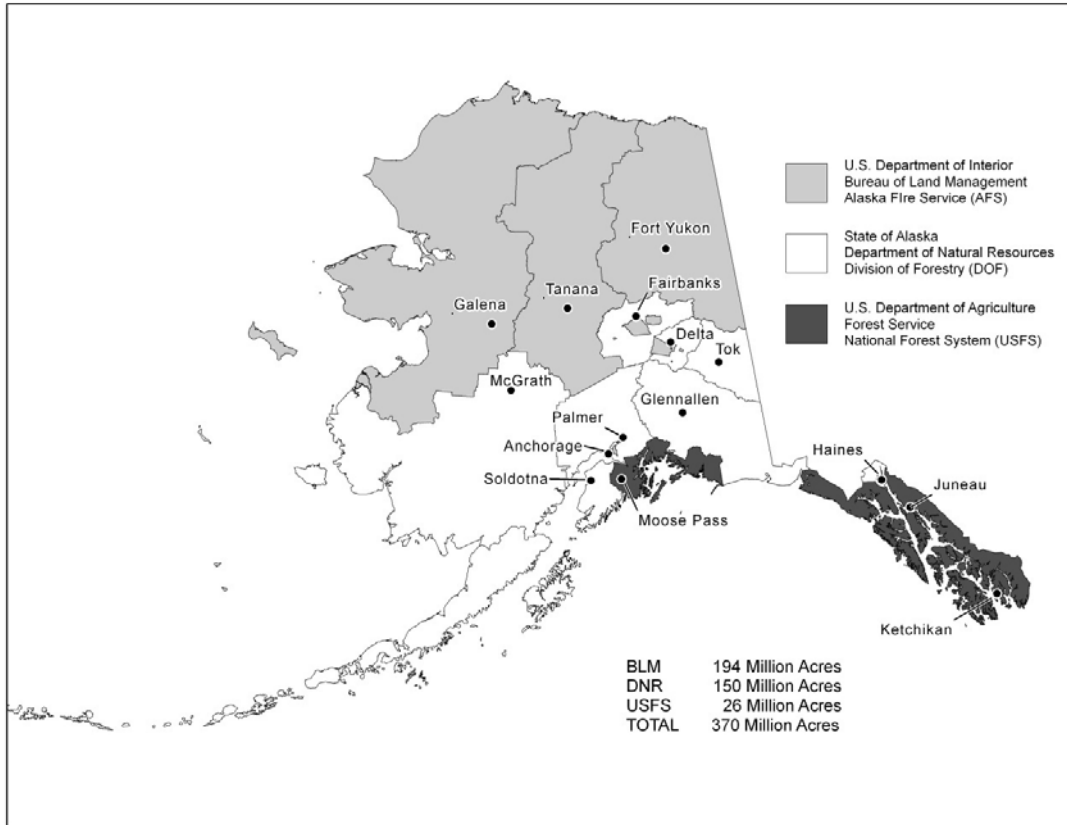 U.S. Department of Interior
Bureau of Land Management
Alaska FIre Service (AFS)
State of Alaska
Department of Natural Resources
Division of Forestry (DOF)
U.S. Department of Agriculture
Forest Service
National Forest System (USFS)
Fort Yukon
Fairbanks
Tanana
Galena
Delta
Tok
McGrath
Glennallen
Palmer
Anchorage
Soldotna
Moose Pass
Haines
Juneau
Ketchikan
BLM 194 Million Acres
DNR 150 Million Acres
USFS 26 Million Acres
TOTAL 370 Million Acres